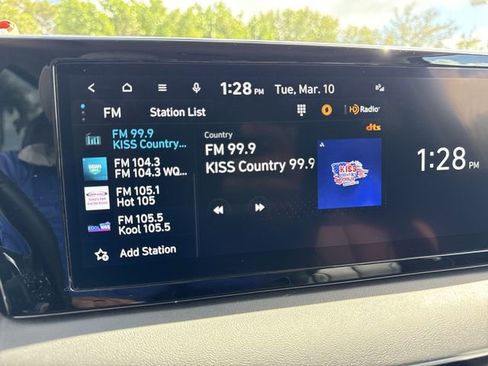 1:28 PM Tue, Mar. 10
FM Station List
HD Radio
dts
FM 99.9
KISS Country...
FM 104.3
FM 104.3 WQ...
FM 105.1
Hot 105
FM 105.5
Kool 105.5
Add Station
Country
FM 99.9
KISS Country 99.9
KISS
1:28 PM